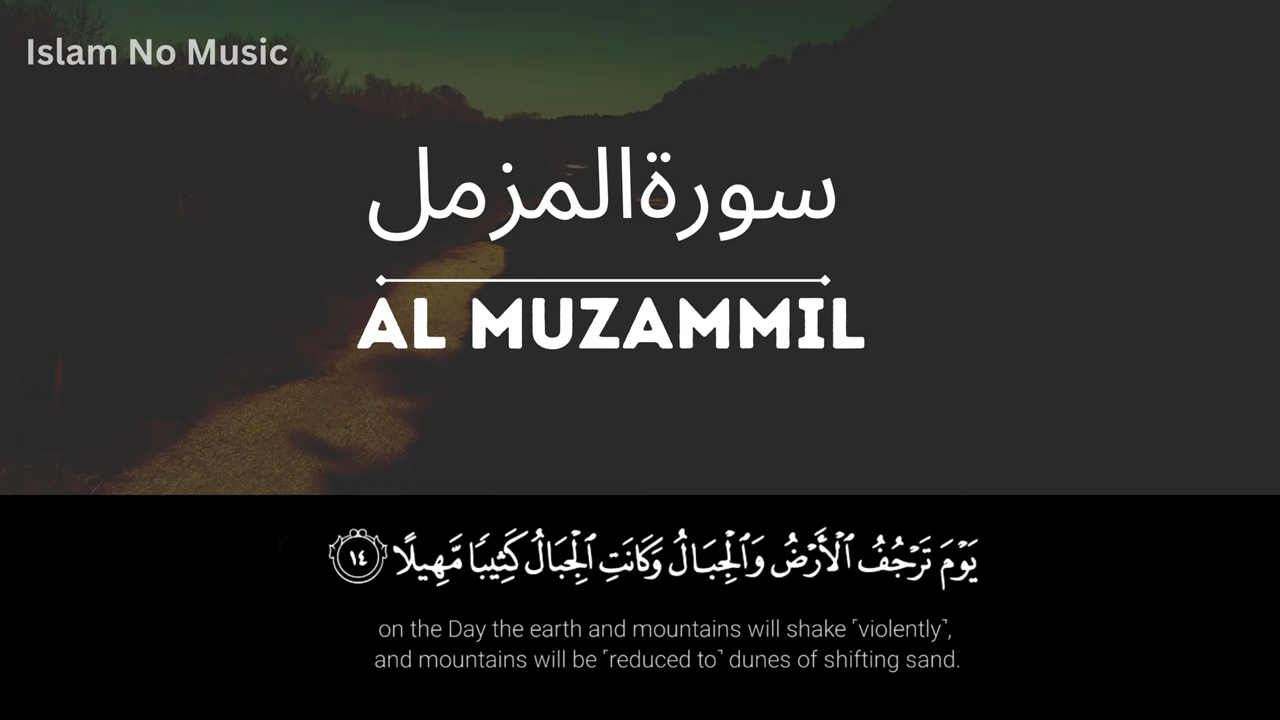 Islam No Music
سورةالمزمل
AL MUZAMMIL
يَوْمَ تَرْجُفُ ٱلْأَرْضُ وَٱلْجِبَالُ وَكَانَتِ ٱلْجِبَالُ كَثِيبًا مَّهِيلًا ١٤
on the Day the earth and mountains will shake ˹violently˺,
and mountains will be ˹reduced to˺ dunes of shifting sand.